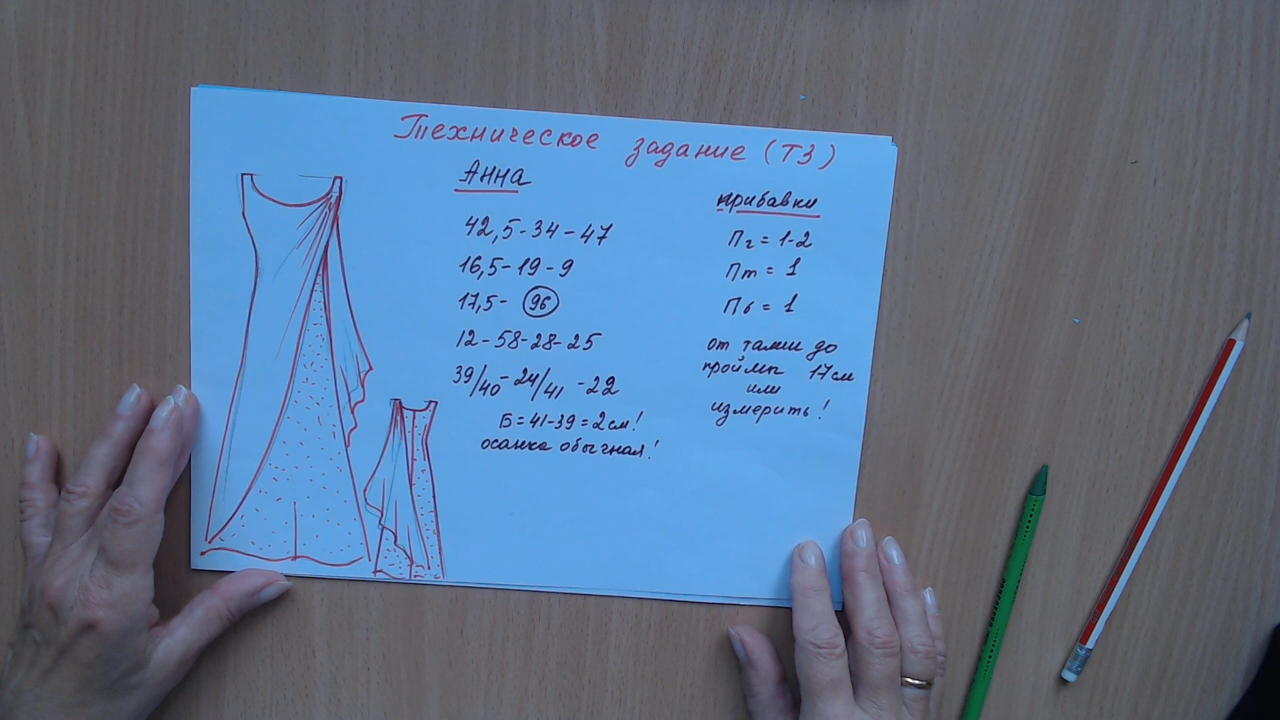 Техническое задание (ТЗ)
Анна
42,5-34-47
16,5-19-9
17,5- 96
12-58-28-25
39/40-24/41-22
Б=41-39=2см!
осанка обычная!
прибавки
Пг=1-2
Пт=1
Пб=1
от талии до
проймы 17см
или
измерить!